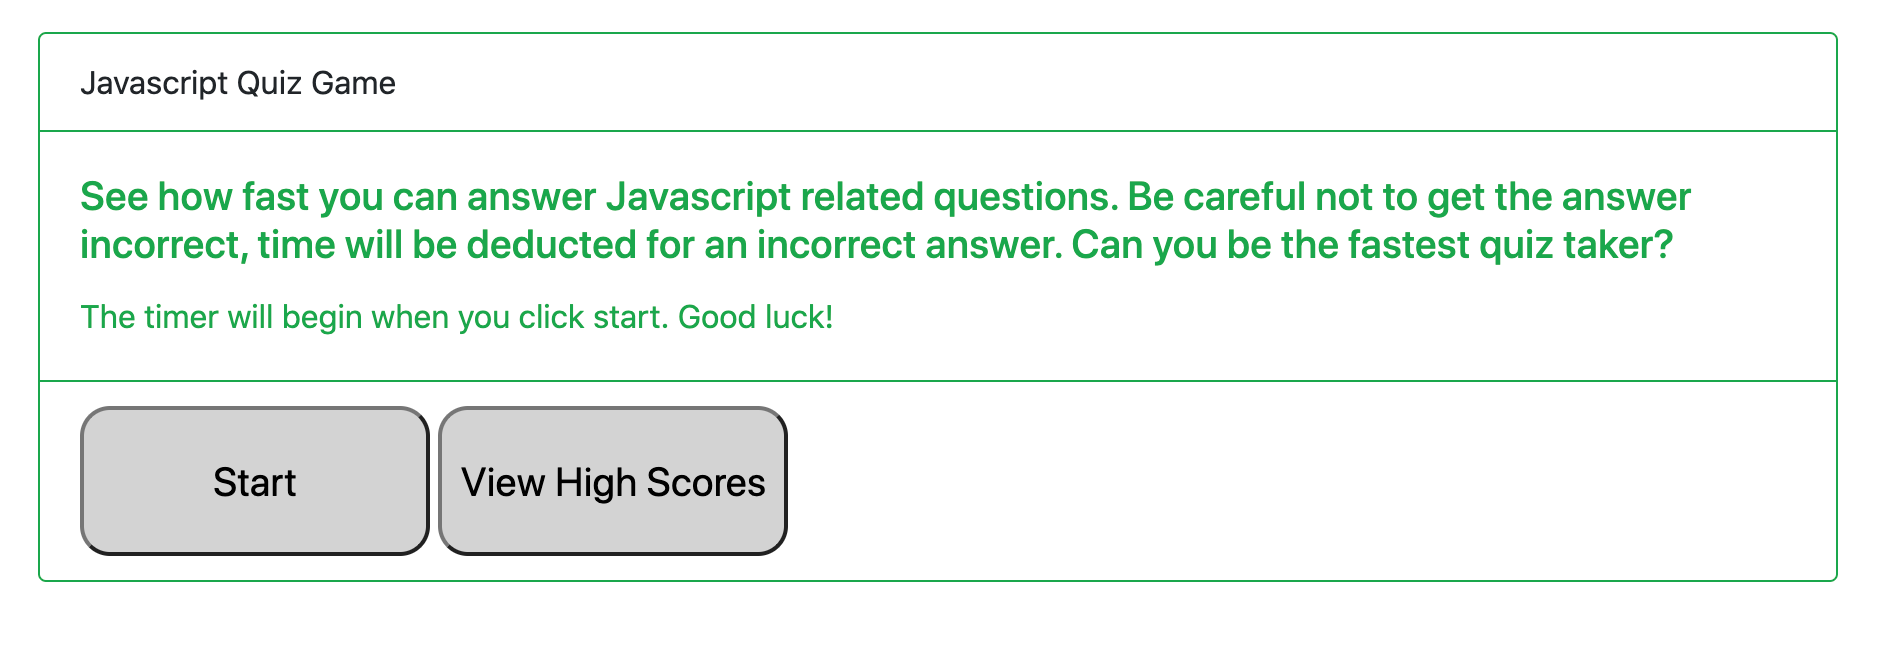 Javascript Quiz Game
See how fast you can answer Javascript related questions. Be careful not to get the answer
incorrect, time will be deducted for an incorrect answer. Can you be the fastest quiz taker?
The timer will begin when you click start. Good luck!
Start
View High Scores